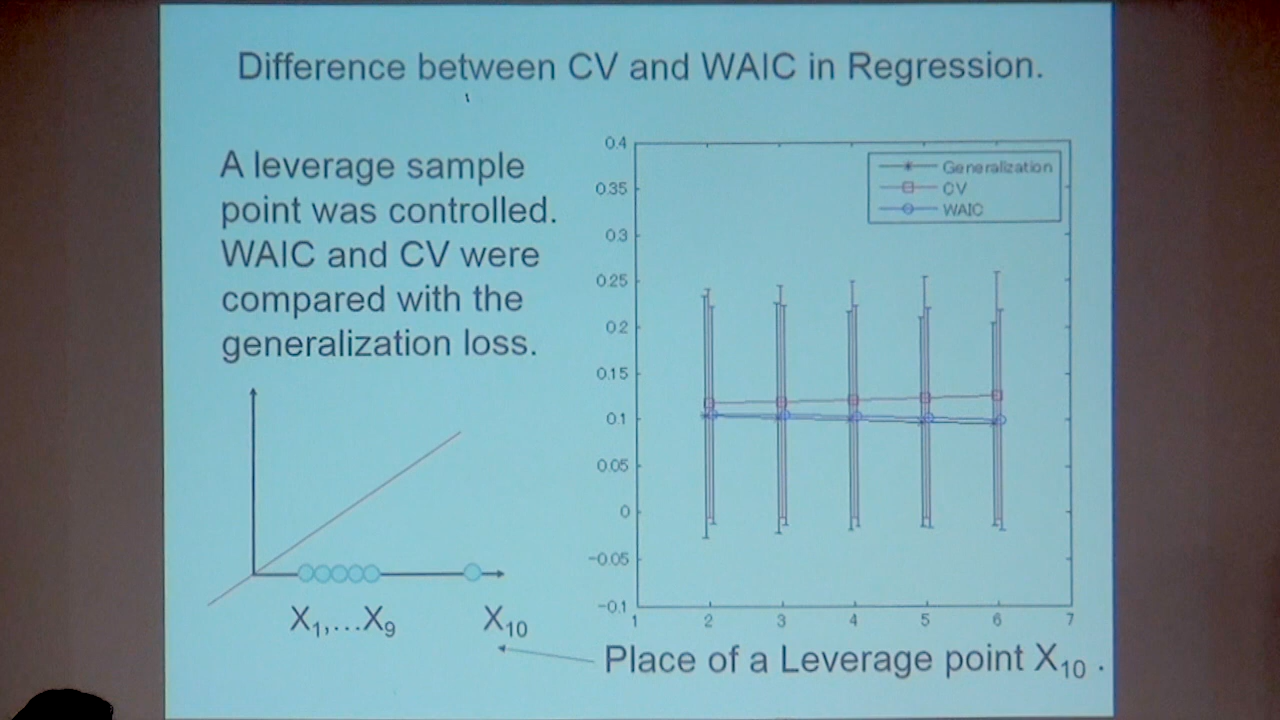 Difference between CV and WAIC in Regression.
A leverage sample
point was controlled.
WAIC and CV were
compared with the
generalization loss.
X1,...X9
X10
0.4
0.35
0.3
0.25
0.2
0.15
0.1
0.05
0
-0.05
-0.1
1 2 3 4 5 6 7
Generalization
CV
WAIC
Place of a Leverage point X10 .